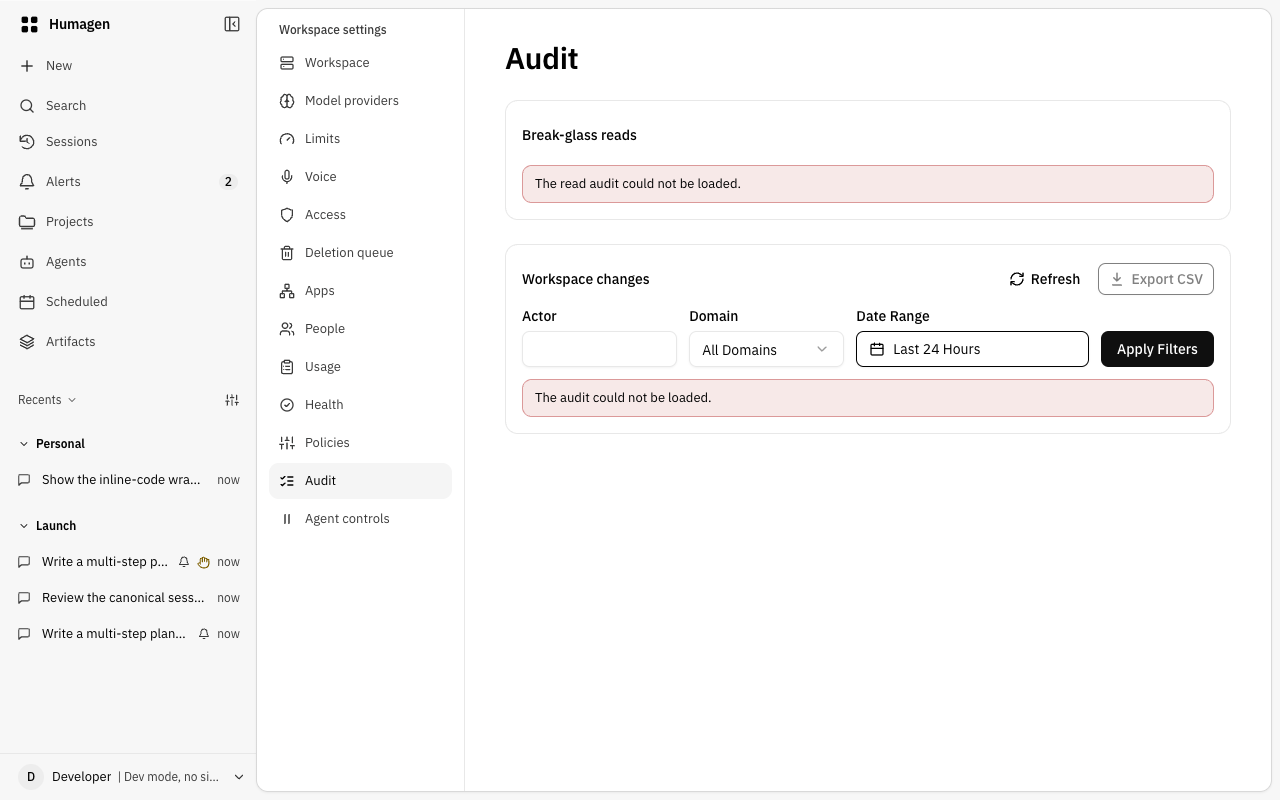 Humagen
New
Search
Sessions
Alerts 2
Projects
Agents
Scheduled
Artifacts
Recents
Personal
Show the inline-code wra... now
Launch
Write a multi-step p... now
Review the canonical sess... now
Write a multi-step plan... now
D Developer | Dev mode, no si...
Workspace settings
Workspace
Model providers
Limits
Voice
Access
Deletion queue
Apps
People
Usage
Health
Policies
Audit
Agent controls
Audit
Break-glass reads
The read audit could not be loaded.
Workspace changes Refresh Export CSV
Actor Domain Date Range
All Domains Last 24 Hours Apply Filters
The audit could not be loaded.